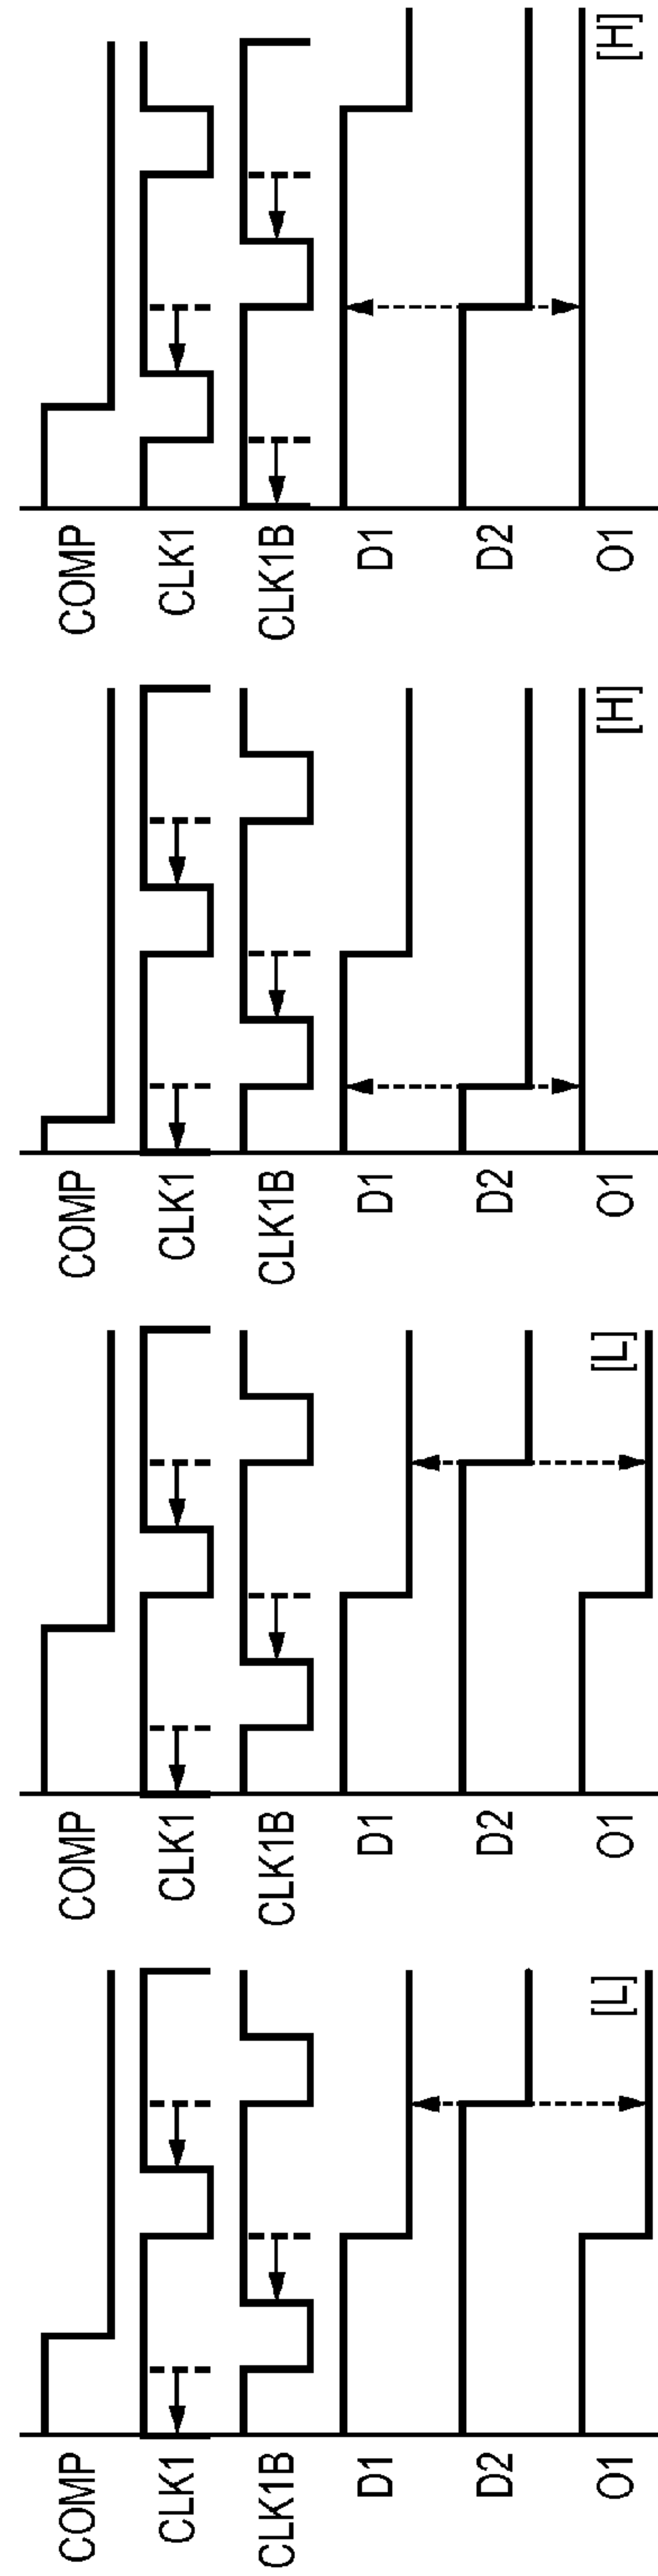 COMP
CLK1
CLK1B
D1
D2
O1
[L]
COMP
CLK1
CLK1B
D1
D2
O1
[L]
COMP
CLK1
CLK1B
D1
D2
O1
[H]
COMP
CLK1
CLK1B
D1
D2
O1
[H]